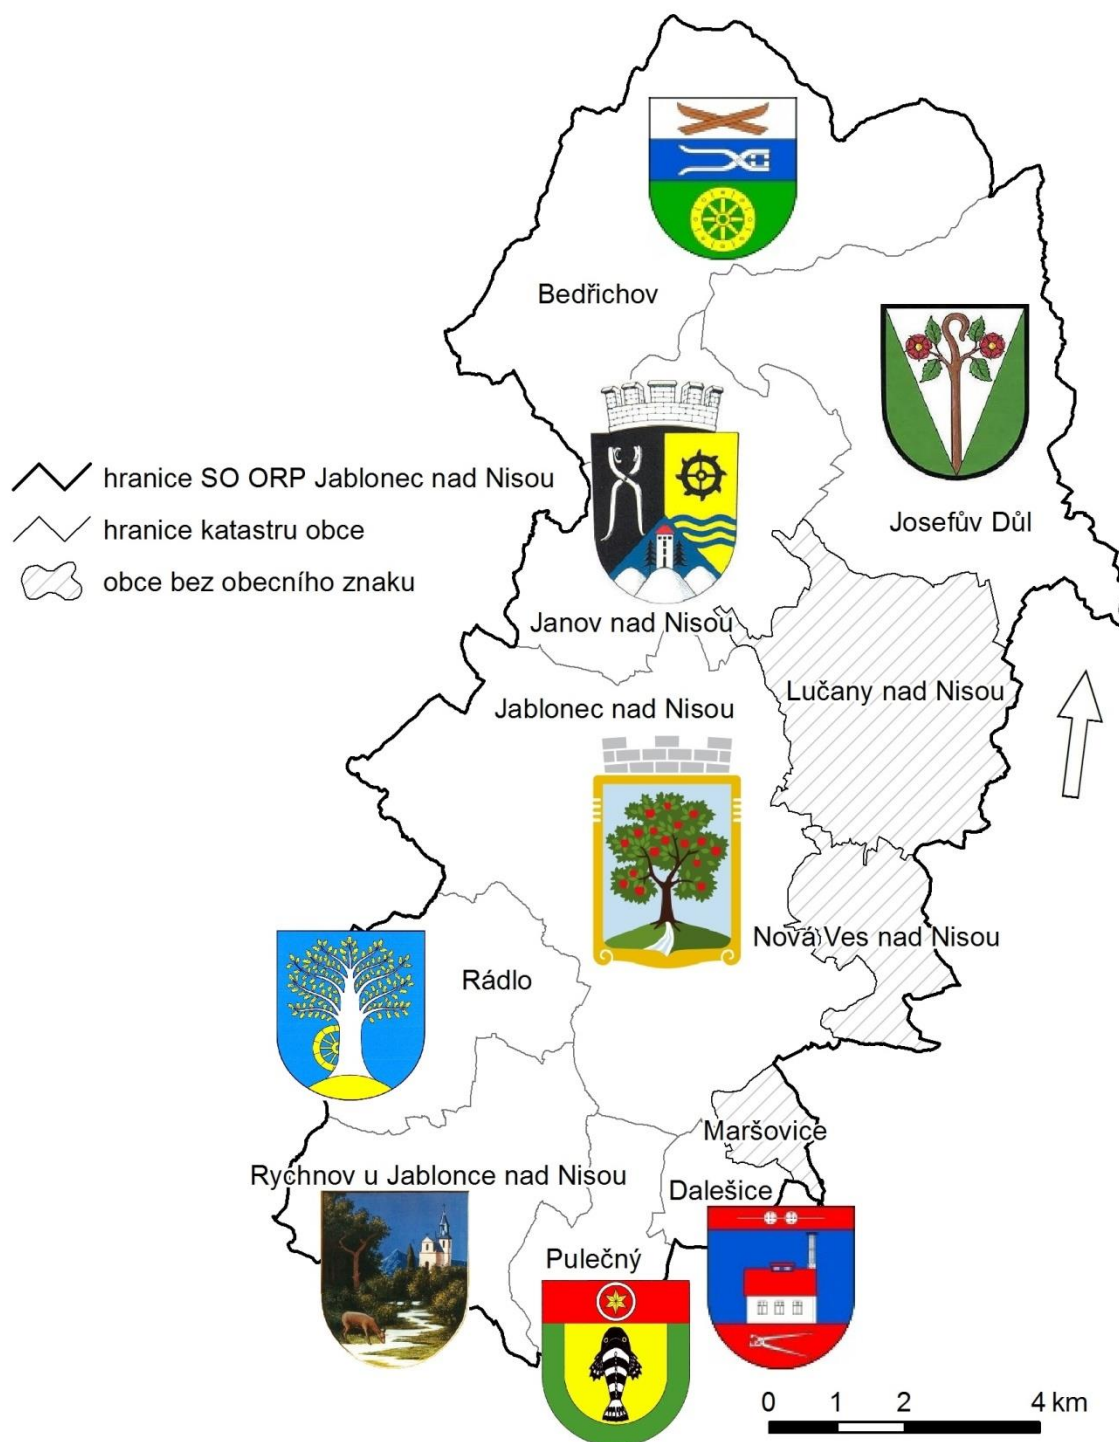 Bedřichov
Josefův Důl
hranice SO ORP Jablonec nad Nisou
hranice katastru obce
obce bez obecního znaku
Janov nad Nisou
Lučany nad Nisou
Jablonec nad Nisou
Nová Ves nad Nisou
Rádlo
Maršovice
Rychnov u Jablonce nad Nisou
Dalešice
Pulečný
0 1 2 4 km